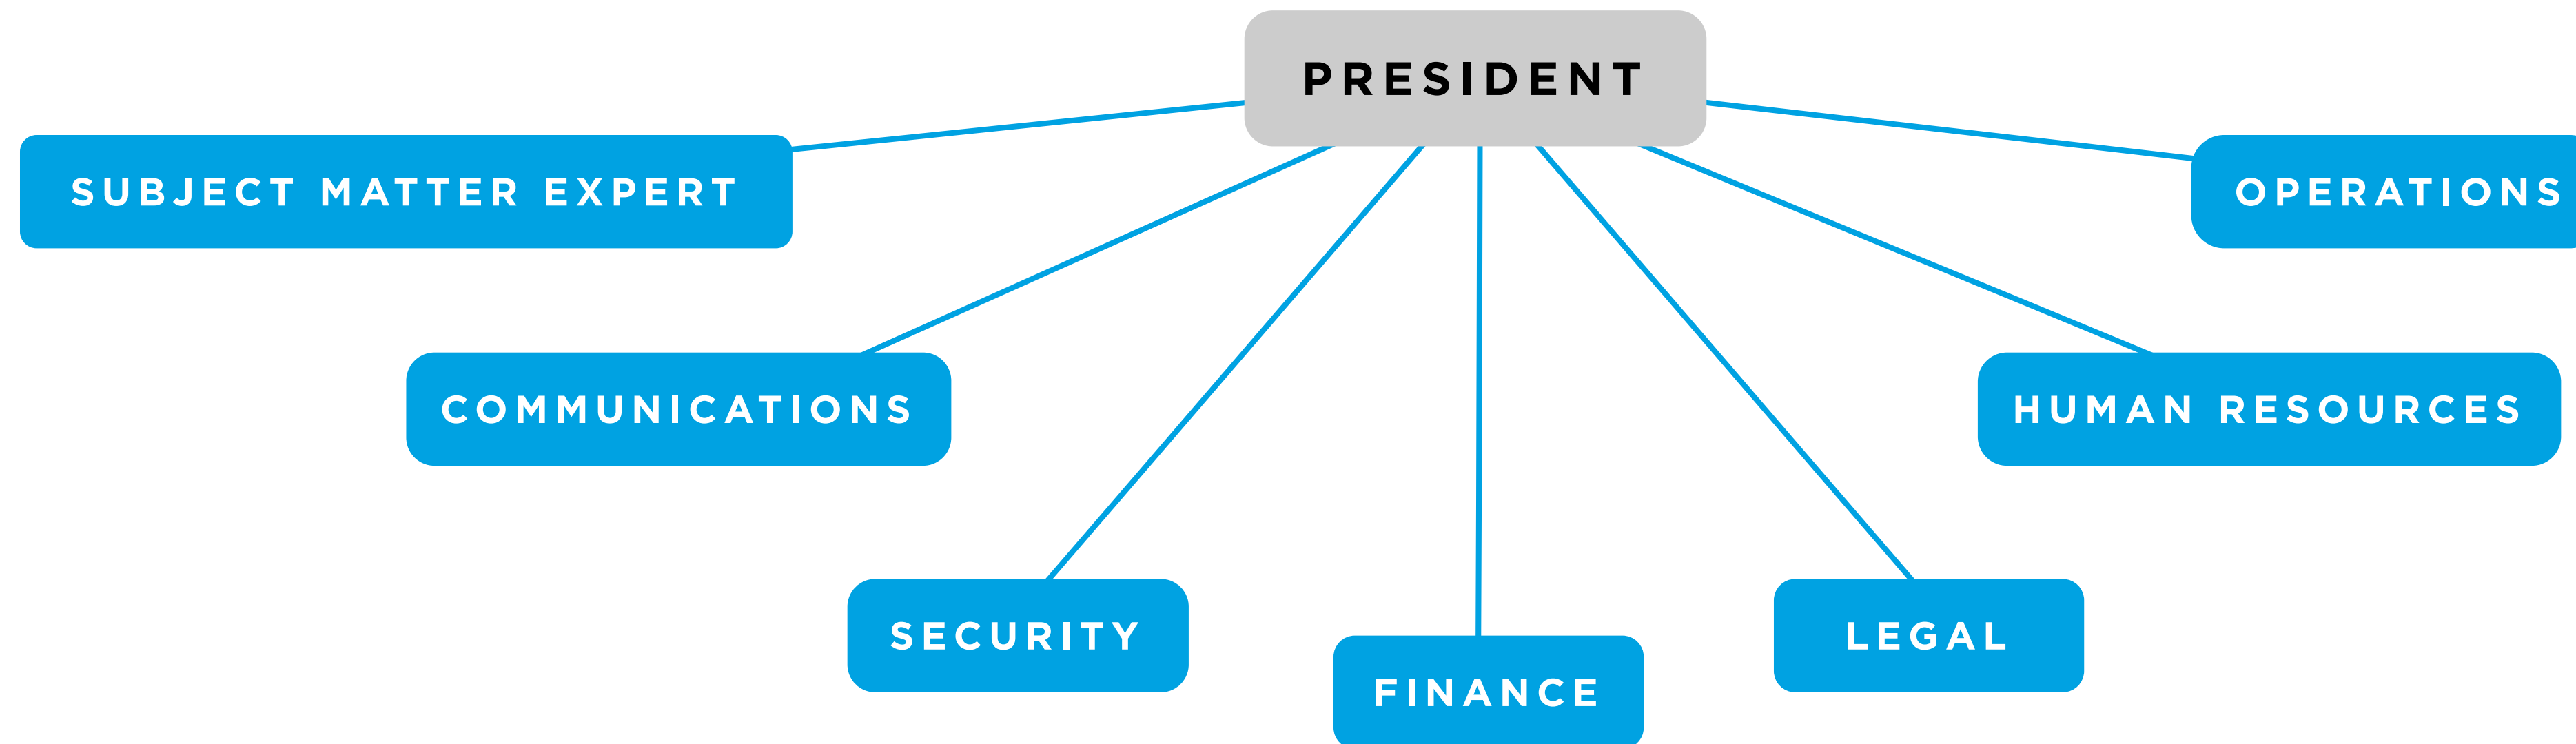 PRESIDENT
SUBJECT MATTER EXPERT
OPERATIONS
COMMUNICATIONS
HUMAN RESOURCES
SECURITY
LEGAL
FINANCE